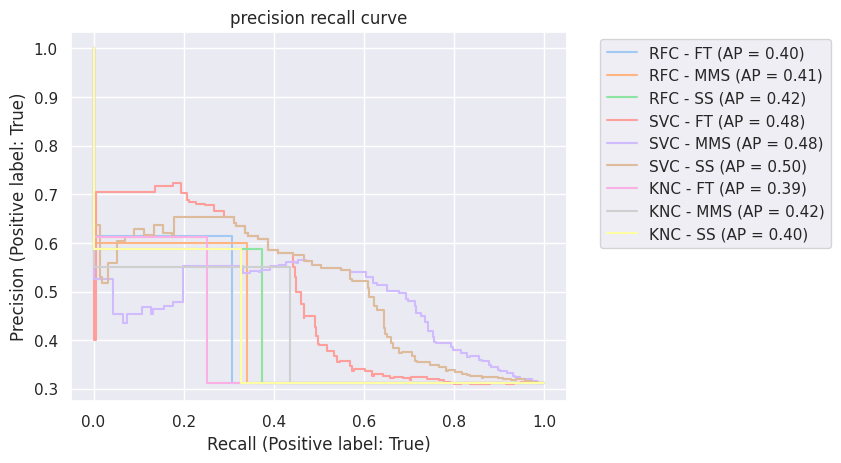 precision recall curve
Precision (Positive label: True)
1.0
0.9
0.8
0.7
0.6
0.5
0.4
0.3
0.0 0.2 0.4 0.6 0.8 1.0
Recall (Positive label: True)
RFC - FT (AP = 0.40)
RFC - MMS (AP = 0.41)
RFC - SS (AP = 0.42)
SVC - FT (AP = 0.48)
SVC - MMS (AP = 0.48)
SVC - SS (AP = 0.50)
KNC - FT (AP = 0.39)
KNC - MMS (AP = 0.42)
KNC - SS (AP = 0.40)